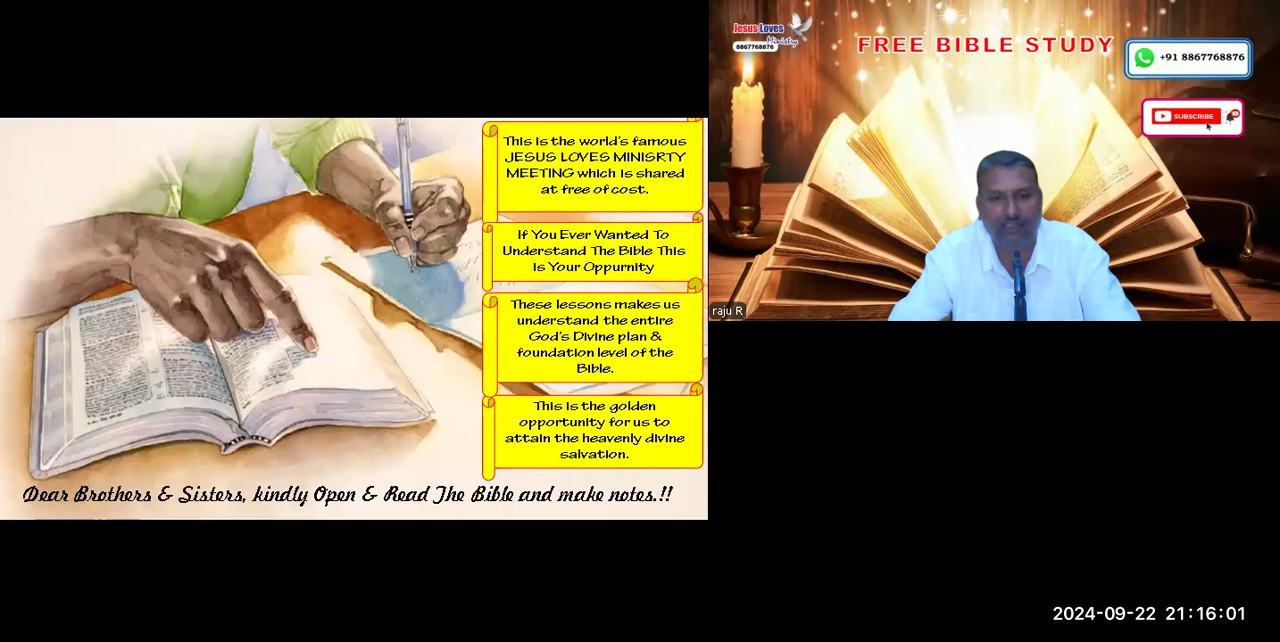 This is the world's famous
JESUS LOVES MINISRTY
MEETING which is shared
at free of cost.
If You Ever Wanted To
Understand The Bible This
is Your Oppurnity
These lessons makes us
understand the entire
God's Divine plan &
foundation level of the
Bible.
This is the golden
opportunity for us to
attain the heavenly divine
salvation.
Dear Brothers & Sisters, kindly Open & Read The Bible and make notes.!!
Jesus Loves
Ministry
8867768876
FREE BIBLE STUDY
+91 8867768876
SUBSCRIBE
raju R
2024-09-22 21:16:01